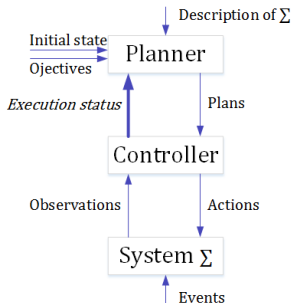 Description of Σ
Initial state
Ojectives
Planner
Execution status
Plans
Controller
Observations
Actions
System Σ
Events